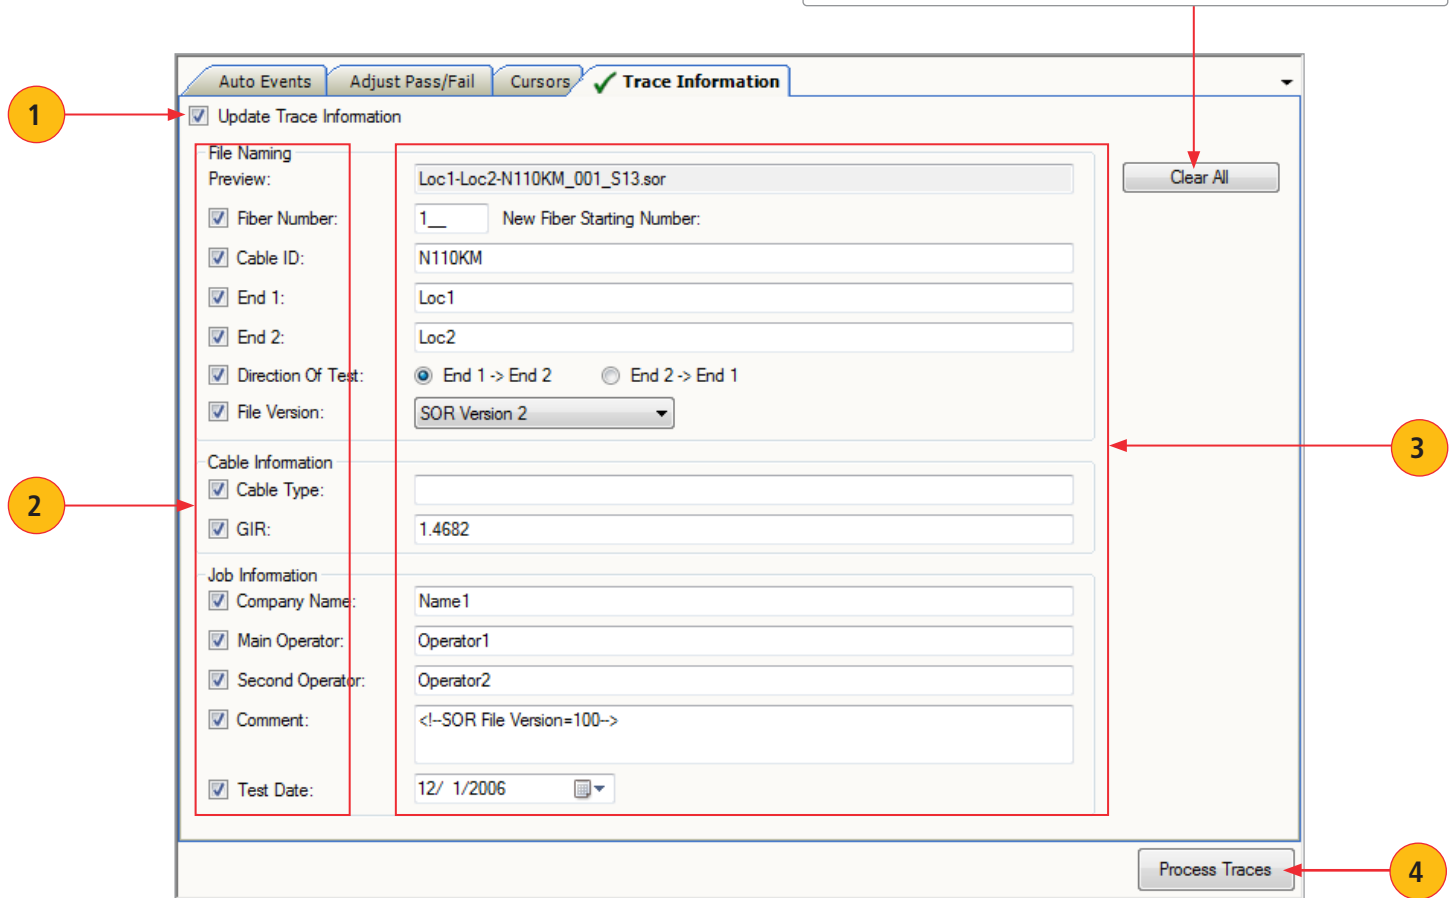 Auto Events Adjust Pass/Fail Cursors Trace Information
1 Update Trace Information
File Naming
Preview: Loc1-Loc2-N110KM_001_S13.sor Clear All
Fiber Number: 1__ New Fiber Starting Number:
Cable ID: N110KM
End 1: Loc1
End 2: Loc2
Direction Of Test: End 1 -> End 2 End 2 -> End 1
File Version: SOR Version 2
3
Cable Information
2 Cable Type:
GIR: 1.4682
Job Information
Company Name: Name1
Main Operator: Operator1
Second Operator: Operator2
Comment: <!--SOR File Version=100-->
Test Date: 12/ 1/2006
Process Traces 4